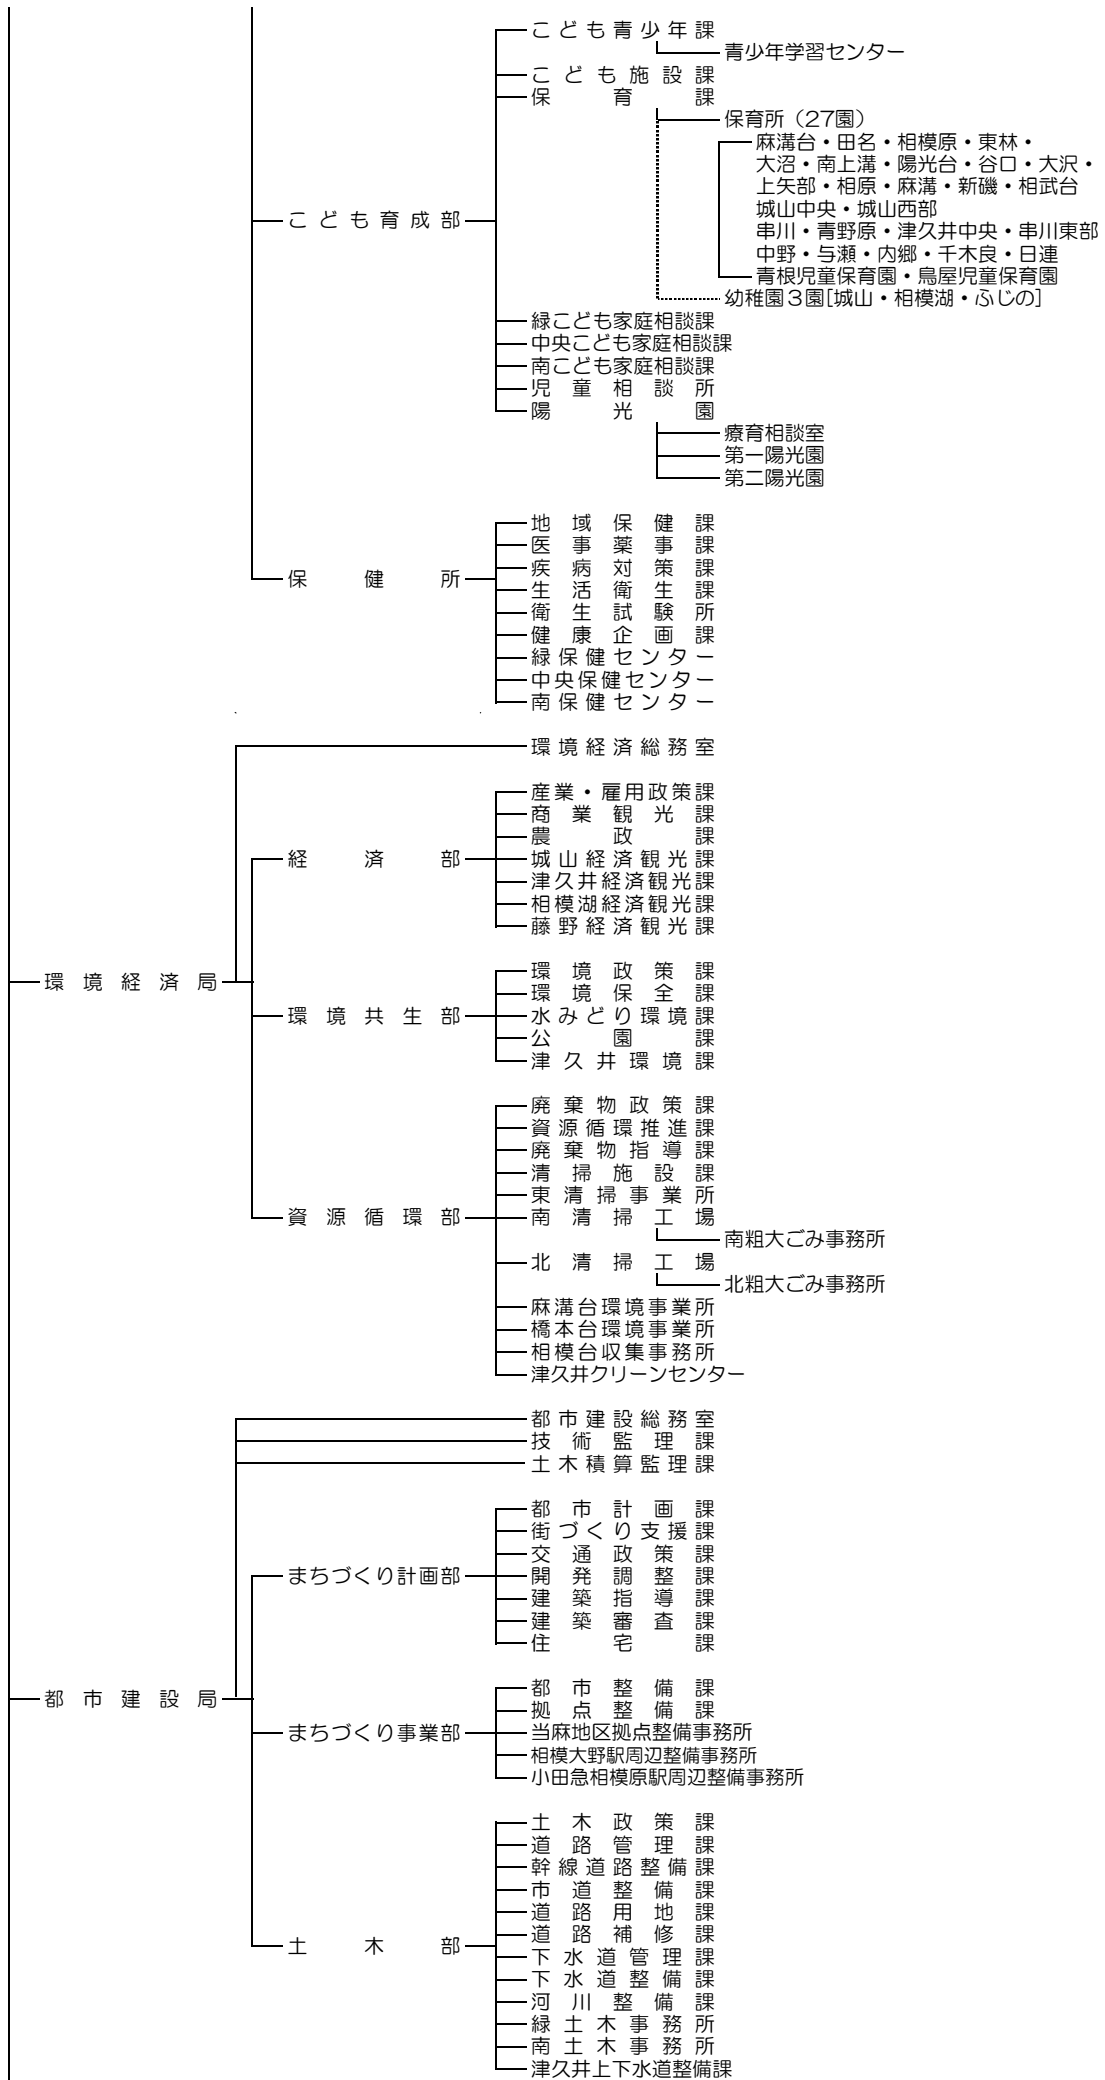 こども青少年課
青少年学習センター
こども施設課
保育課
保育所（27園）
麻溝台・田名・相模原・東林・
大沼・南上溝・陽光台・谷口・大沢・
上矢部・相原・麻溝・新磯・相武台
城山中央・城山西部
こども育成部
串川・青野原・津久井中央・串川東部
中野・与瀬・内郷・千木良・日連
青根児童保育園・鳥屋児童保育園
幼稚園３園[城山・相模湖・ふじの]
緑こども家庭相談課
中央こども家庭相談課
南こども家庭相談課
児童相談所
陽光園
療育相談室
第一陽光園
第二陽光園
地域保健課
医事薬事課
疾病対策課
保健所
生活衛生課
衛生試験所
健康企画課
緑保健センター
中央保健センター
南保健センター
環境経済総務室
産業・雇用政策課
商業観光課
農政課
経済部
城山経済観光課
津久井経済観光課
相模湖経済観光課
藤野経済観光課
環境経済局
環境政策課
環境保全課
環境共生部
水みどり環境課
公園課
津久井環境課
廃棄物政策課
資源循環推進課
廃棄物指導課
清掃施設課
東清掃事業所
資源循環部
南清掃工場
南粗大ごみ事務所
北清掃工場
北粗大ごみ事務所
麻溝台環境事業所
橋本台環境事業所
相模台収集事務所
津久井クリーンセンター
都市建設総務室
技術監理課
土木積算監理課
都市計画課
街づくり支援課
交通政策課
まちづくり計画部
開発調整課
建築指導課
建築審査課
住宅課
都市建設局
都市整備課
拠点整備課
まちづくり事業部
当麻地区拠点整備事務所
相模大野駅周辺整備事務所
小田急相模原駅周辺整備事務所
土木政策課
道路管理課
幹線道路整備課
市道整備課
道路用地課
道路補修課
土木部
下水道管理課
下水道整備課
河川整備課
緑土木事務所
南土木事務所
津久井上下水道整備課